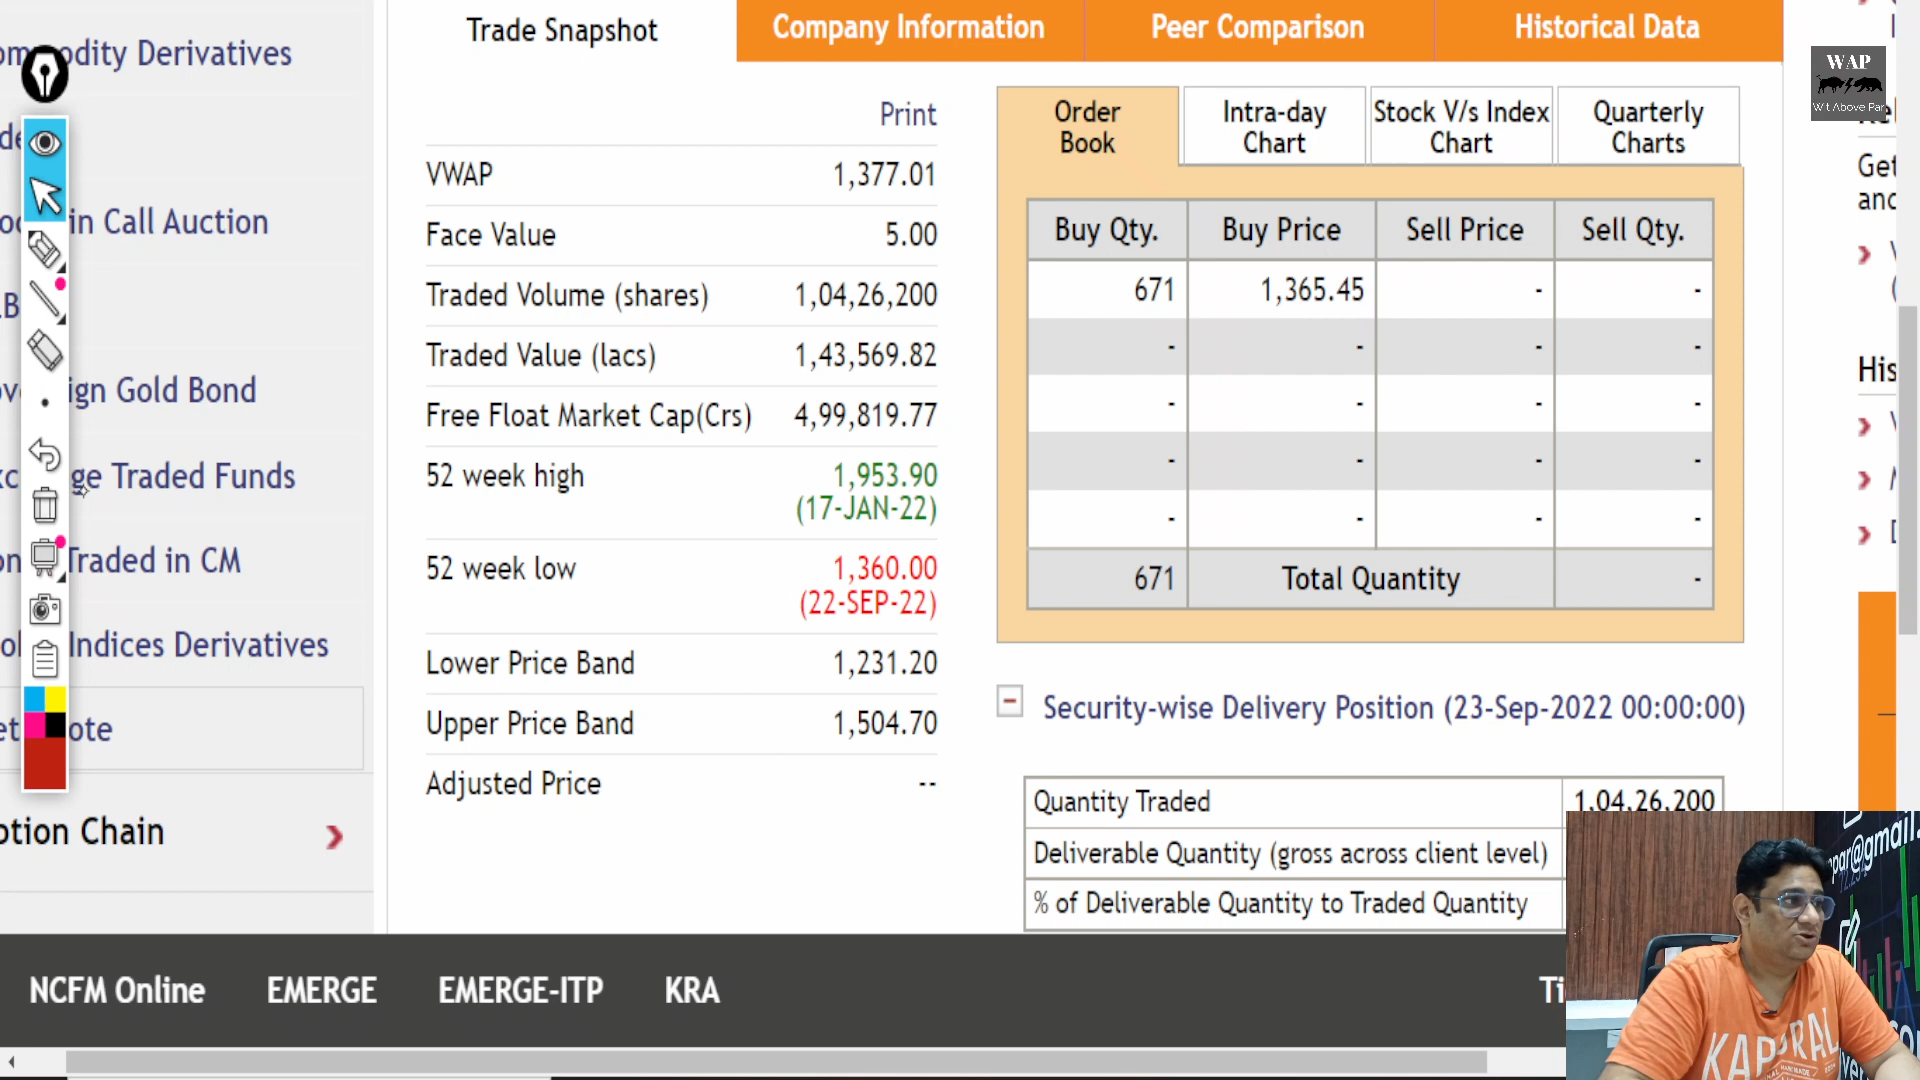 Trade Snapshot
Company Information
Peer Comparison
Historical Data
WAP
Wit Above Par
Derivatives
in Call Auction
Gold Bond
Traded Funds
Traded in CM
Indices Derivatives
Chain
Print
VWAP 1,377.01
Face Value 5.00
Traded Volume (shares) 1,04,26,200
Traded Value (lacs) 1,43,569.82
Free Float Market Cap(Crs) 4,99,819.77
52 week high 1,953.90
(17-JAN-22)
52 week low 1,360.00
(22-SEP-22)
Lower Price Band 1,231.20
Upper Price Band 1,504.70
Adjusted Price --
Order
Book
Intra-day
Chart
Stock V/s Index
Chart
Quarterly
Charts
Buy Qty. Buy Price Sell Price Sell Qty.
671 1,365.45 - -
- - - -
- - - -
- - - -
- - - -
671 Total Quantity -
Security-wise Delivery Position (23-Sep-2022 00:00:00)
Quantity Traded 1,04,26,200
Deliverable Quantity (gross across client level)
% of Deliverable Quantity to Traded Quantity
NCFM Online EMERGE EMERGE-ITP KRA
@gmail.